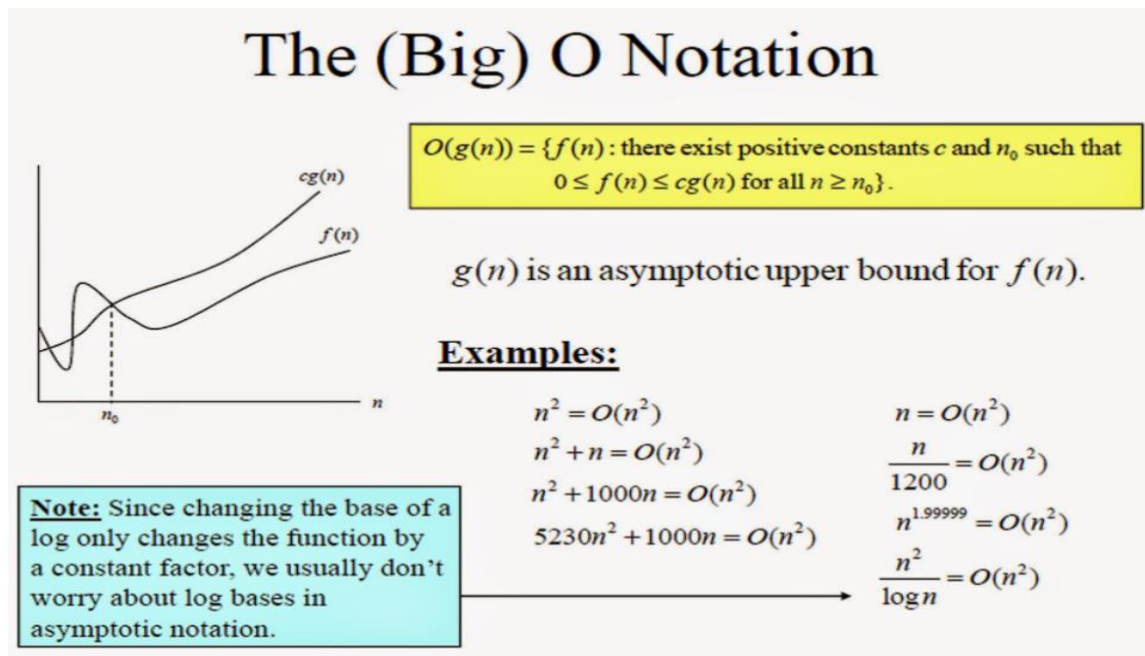 The (Big) O Notation
O(g(n)) = {f(n) : there exist positive constants c and n₀ such that
0 ≤ f(n) ≤ cg(n) for all n ≥ n₀}.
cg(n)
f(n)
n
n₀
g(n) is an asymptotic upper bound for f(n).
Examples:
n² = O(n²)
n² + n = O(n²)
n² + 1000n = O(n²)
5230n² + 1000n = O(n²)
n = O(n²)
n/1200 = O(n²)
n^1.99999 = O(n²)
n²/log n = O(n²)
Note: Since changing the base of a
log only changes the function by
a constant factor, we usually don't
worry about log bases in
asymptotic notation.